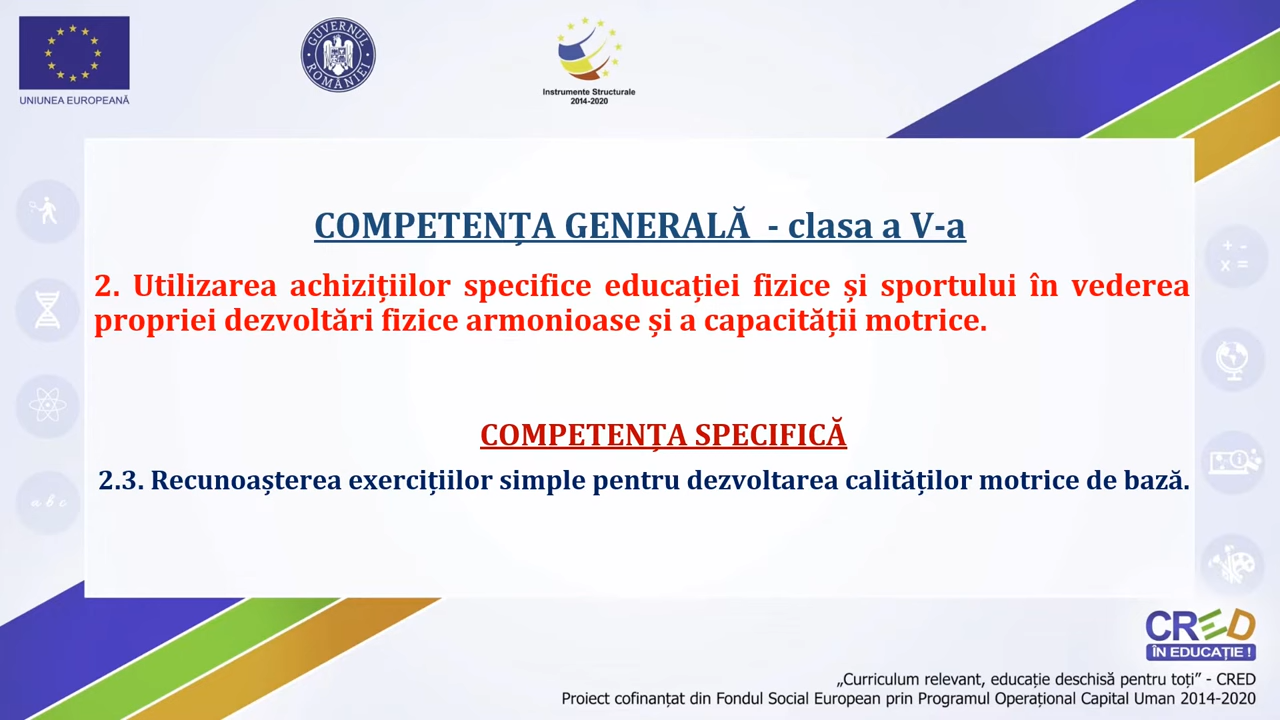 UNIUNEA EUROPEANĂ
GUVERNUL ROMÂNIEI
Instrumente Structurale
2014-2020
COMPETENȚA GENERALĂ - clasa a V-a
2. Utilizarea achizițiilor specifice educației fizice și sportului în vederea
propriei dezvoltări fizice armonioase și a capacității motrice.
COMPETENȚA SPECIFICĂ
2.3. Recunoașterea exercițiilor simple pentru dezvoltarea calităților motrice de bază.
+ -
x =
a b c
CRED
ÎN EDUCAȚIE !
„Curriculum relevant, educație deschisă pentru toți” - CRED
Proiect cofinanțat din Fondul Social European prin Programul Operațional Capital Uman 2014-2020